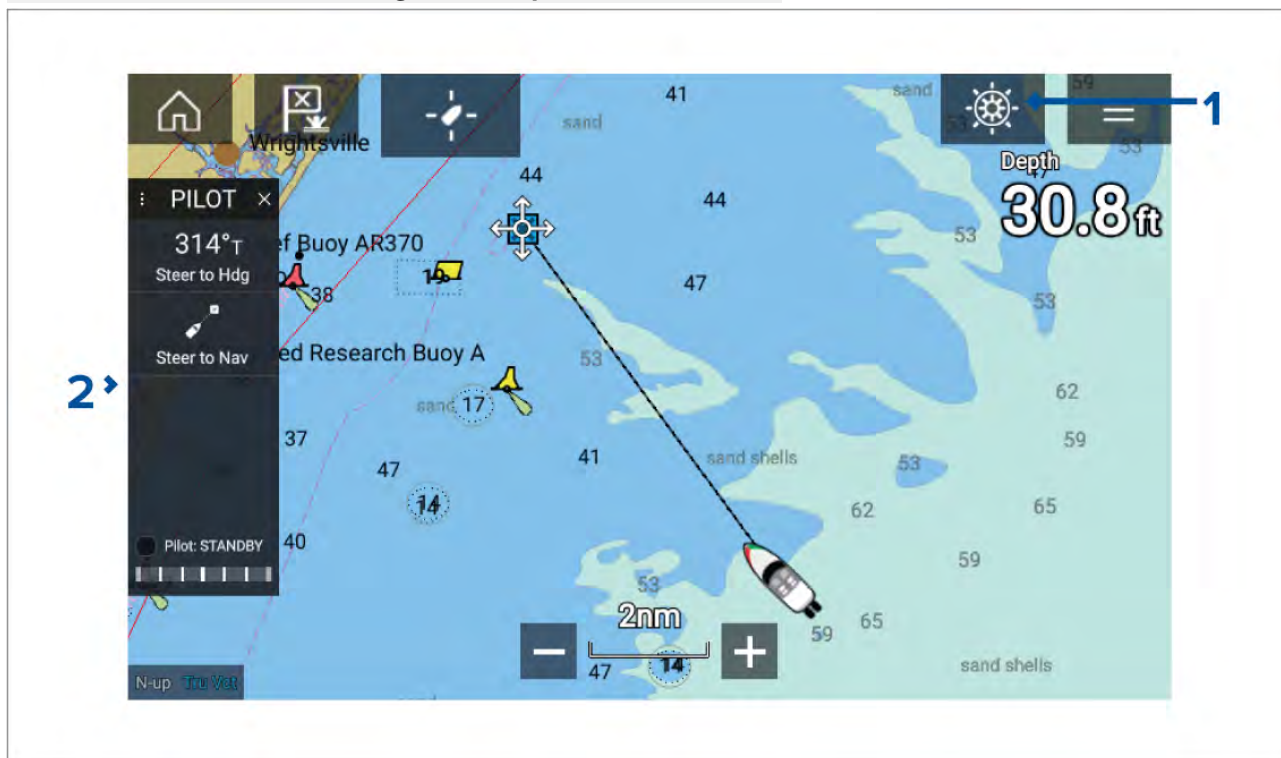 41
sand
59
1
sand
53
47
53
Wrightsville
Depth
44
30.8 ft
44
PILOT
53
314°T
ef Buoy AR370
Steer to Hdg
19
47
38
53
Steer to Nav
ed Research Buoy A
53
2
62
sand
17
37
59
47
41
sand shells
53
14
62
65
Pilot: STANDBY
40
59
53
2nm
59
65
47
14
sand shells
N-up